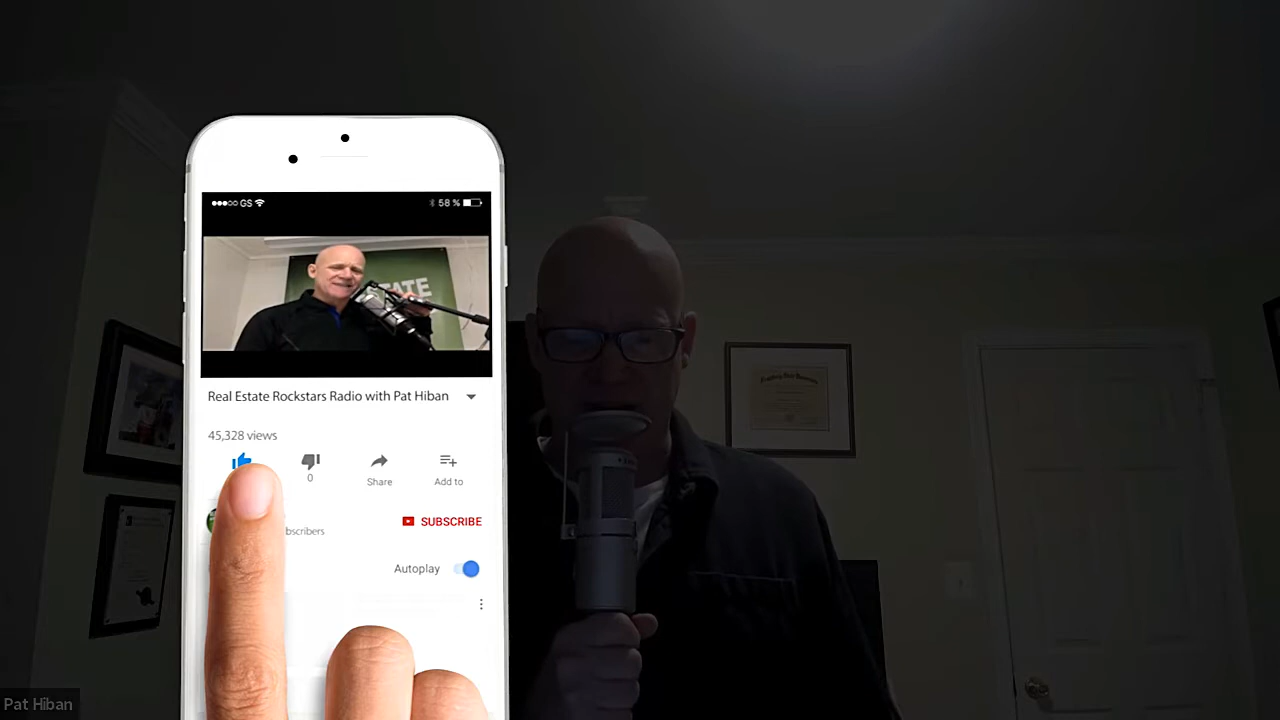 ●●●○○ GS 58 %
STATE
Real Estate Rockstars Radio with Pat Hiban
45,328 views
0 Share Add to
bscribers SUBSCRIBE
Autoplay
Pat Hiban